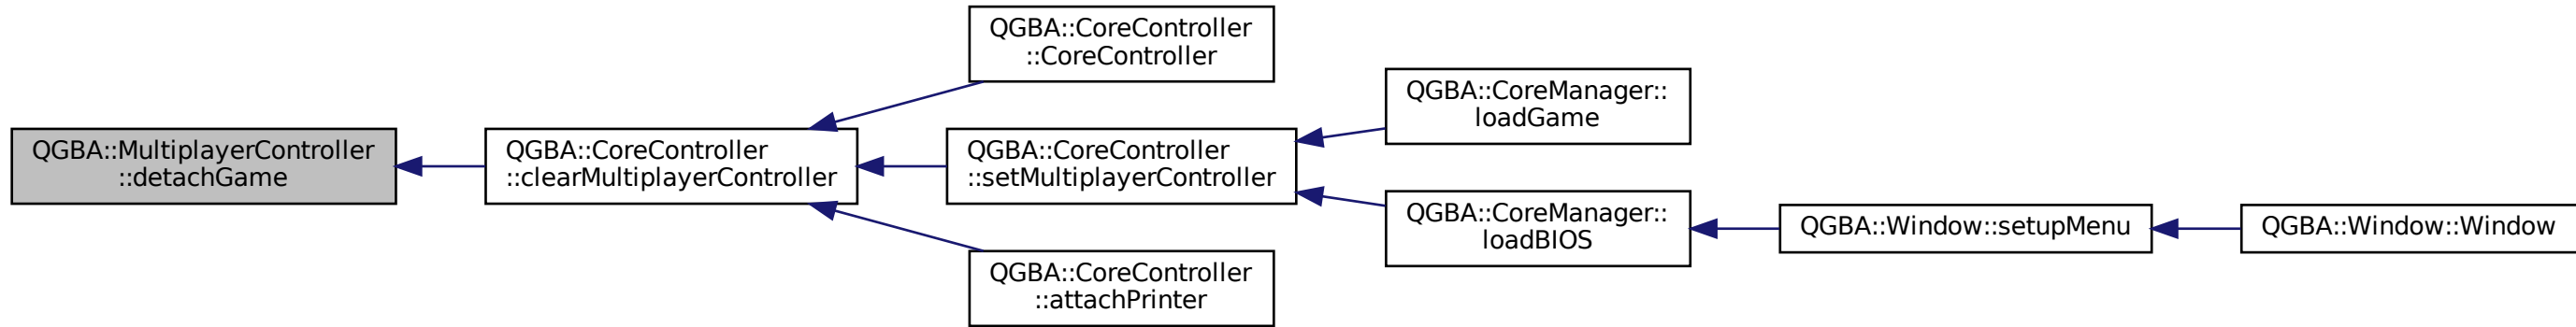 QGBA::MultiplayerController
::detachGame
QGBA::CoreController
::clearMultiplayerController
QGBA::CoreController
::CoreController
QGBA::CoreController
::setMultiplayerController
QGBA::CoreController
::attachPrinter
QGBA::CoreManager::
loadGame
QGBA::CoreManager::
loadBIOS
QGBA::Window::setupMenu
QGBA::Window::Window